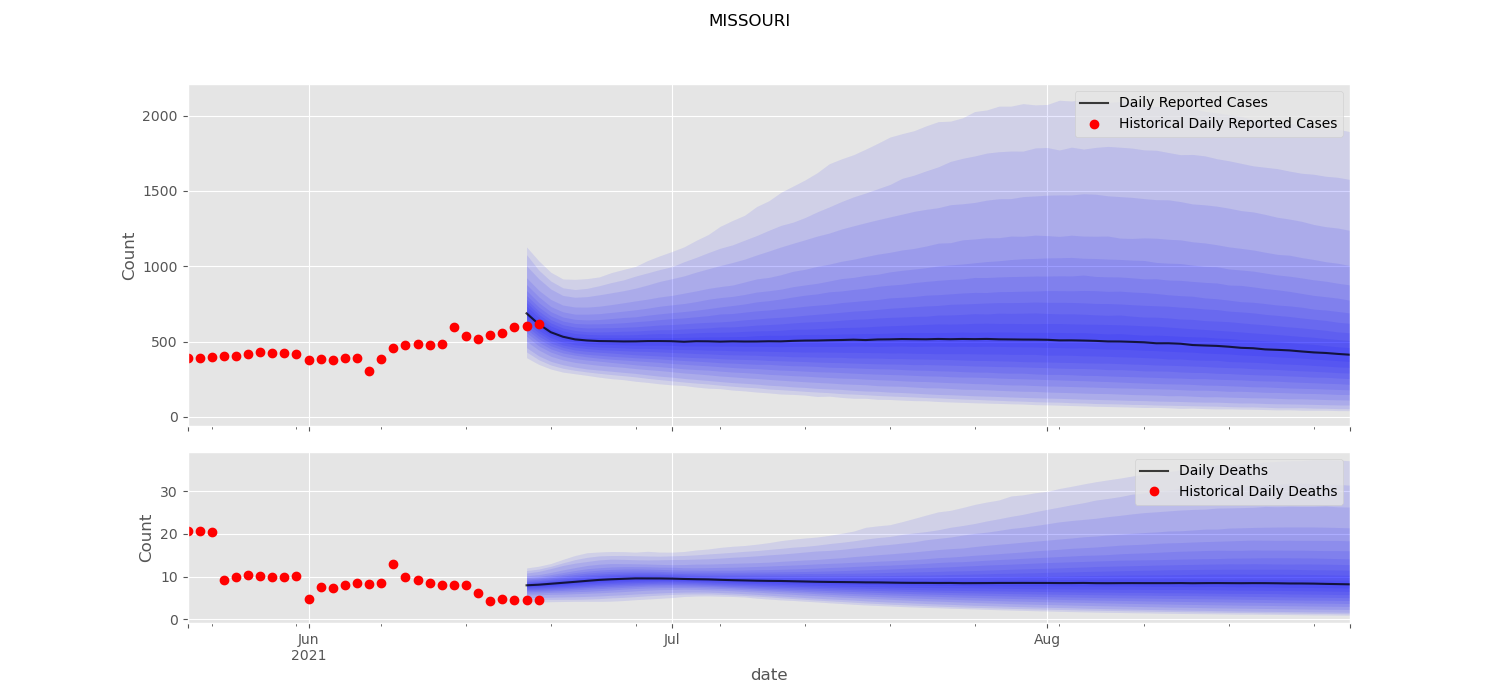 MISSOURI
2000
1500
1000
500
0
Count
Daily Reported Cases
Historical Daily Reported Cases
30
20
10
0
Count
Daily Deaths
Historical Daily Deaths
Jun
2021
Jul
Aug
date